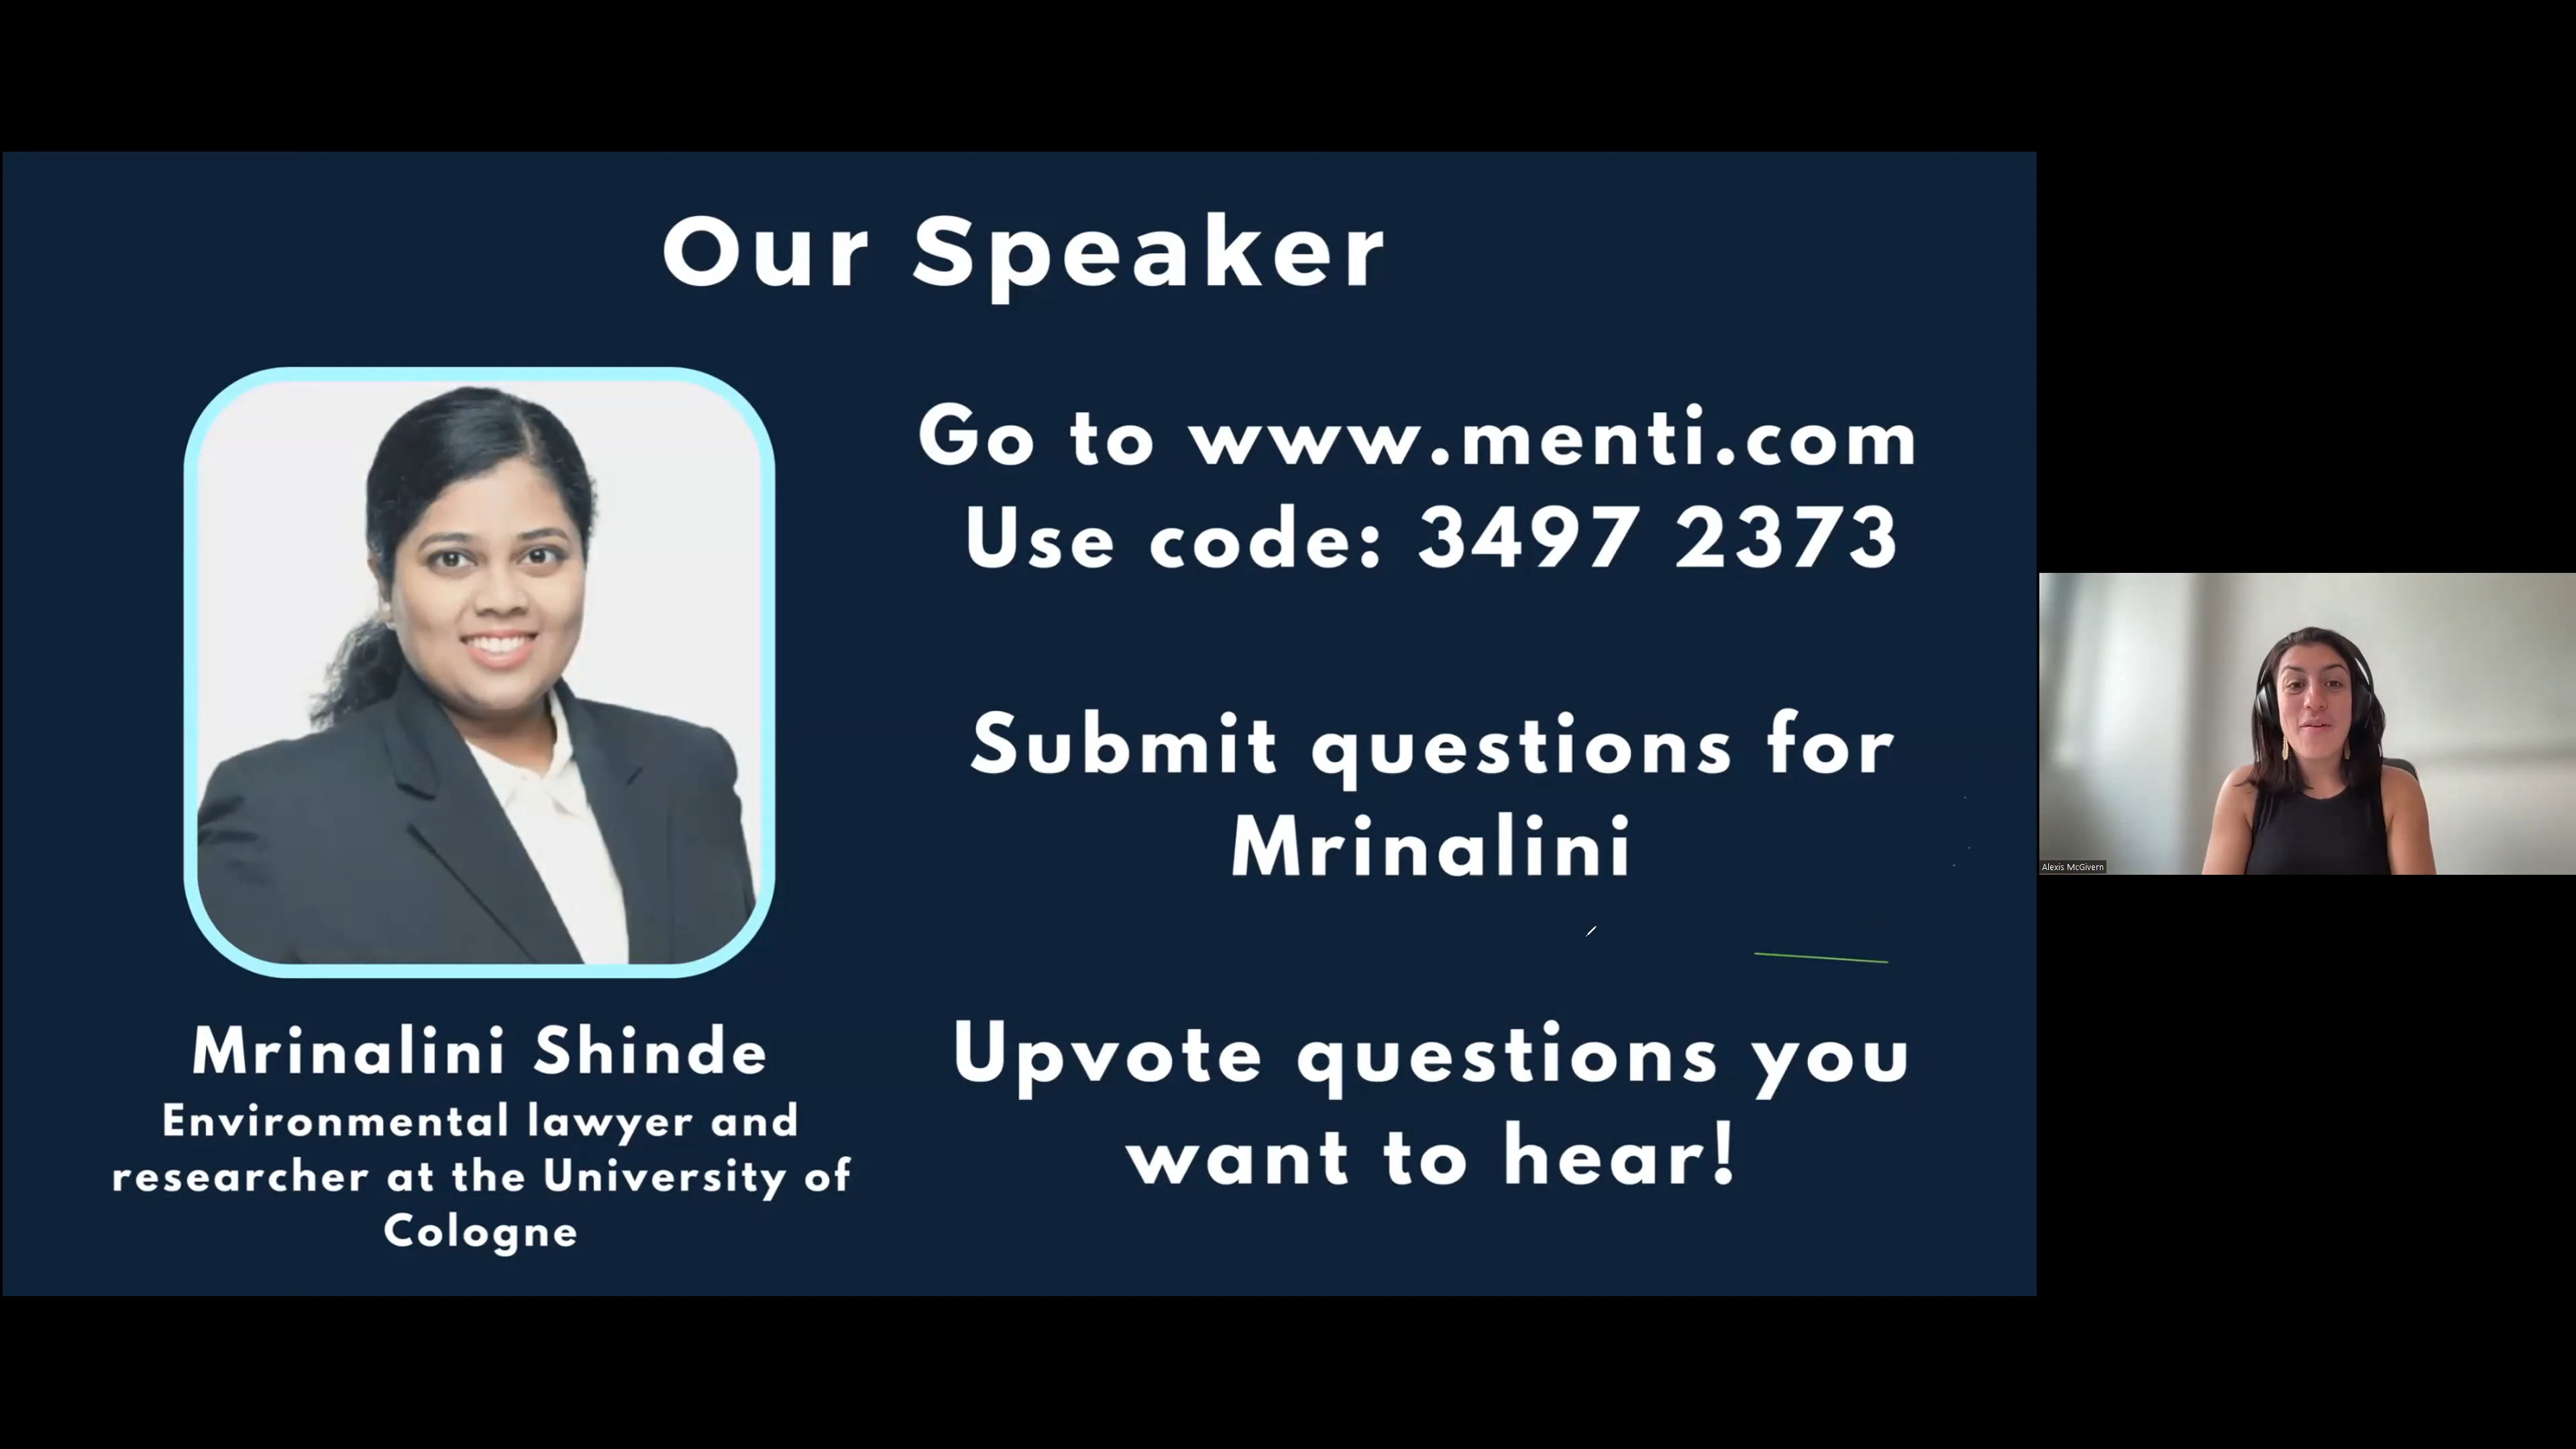 Our Speaker
Go to www.menti.com
Use code: 3497 2373
Submit questions for
Mrinalini
Upvote questions you
want to hear!
Mrinalini Shinde
Environmental lawyer and
researcher at the University of
Cologne
Alexis McGivern